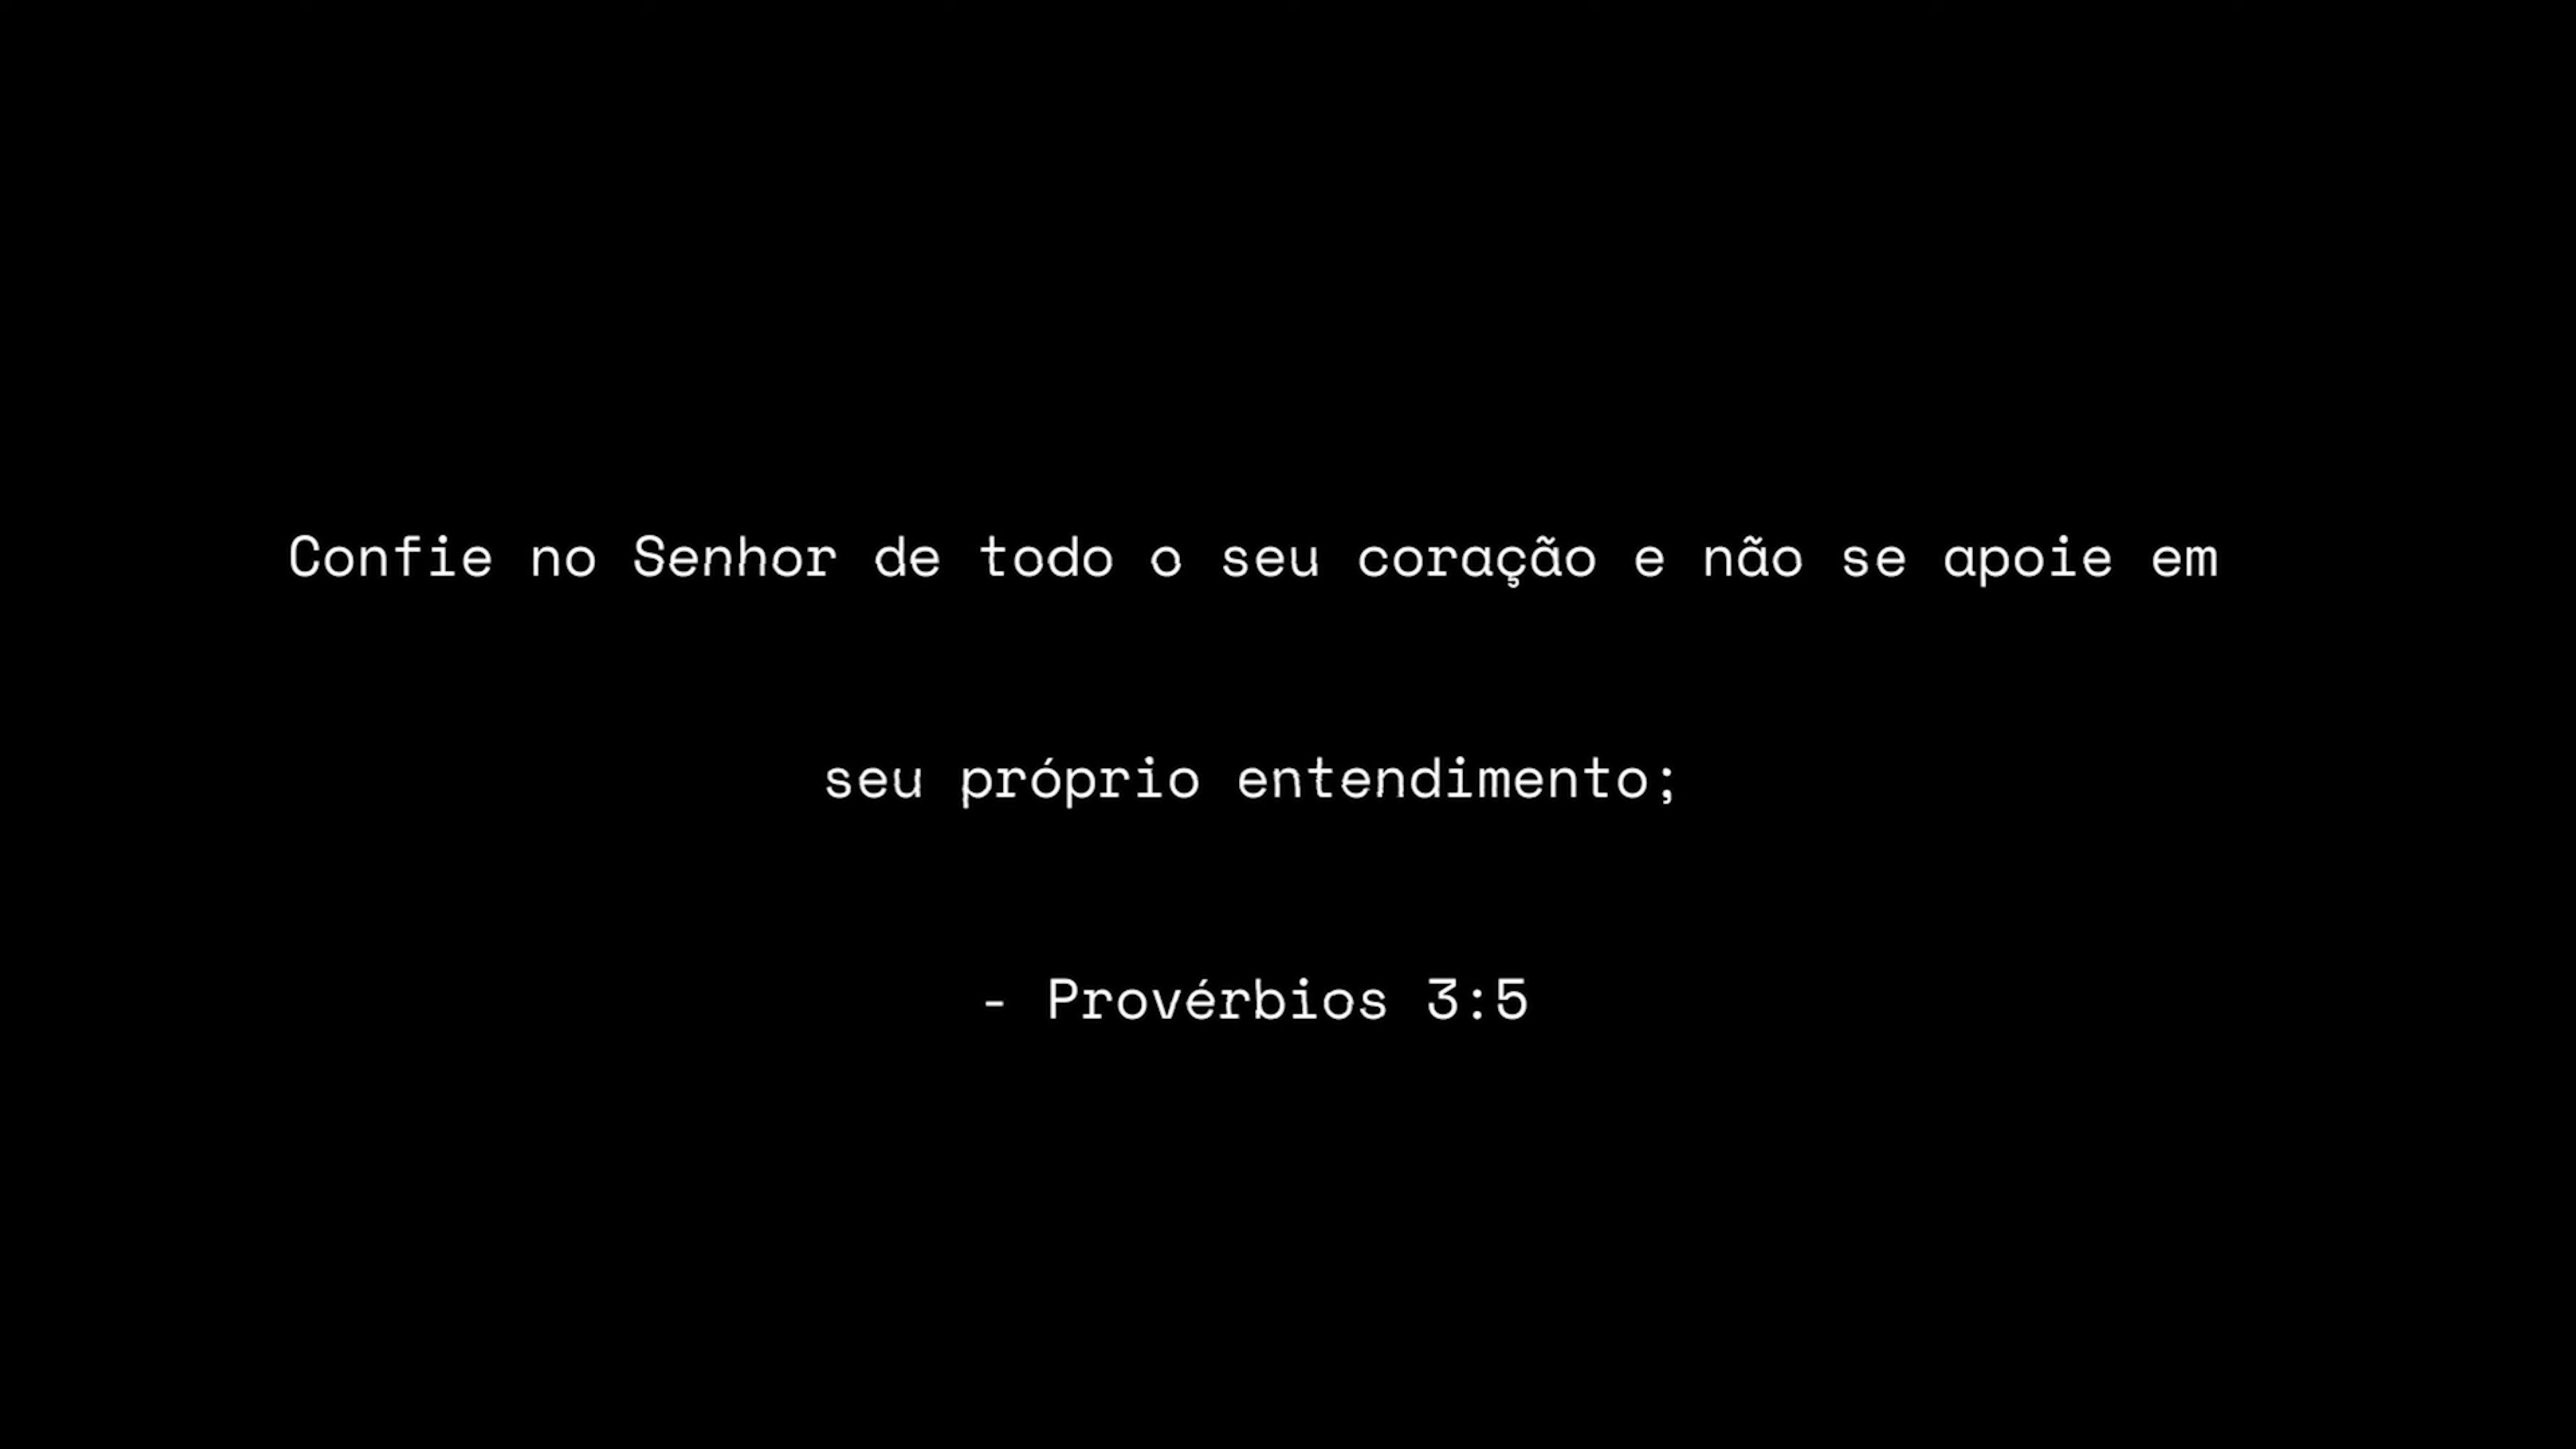 Confie no Senhor de todo o seu coração e não se apoie em
seu próprio entendimento;
- Provérbios 3:5